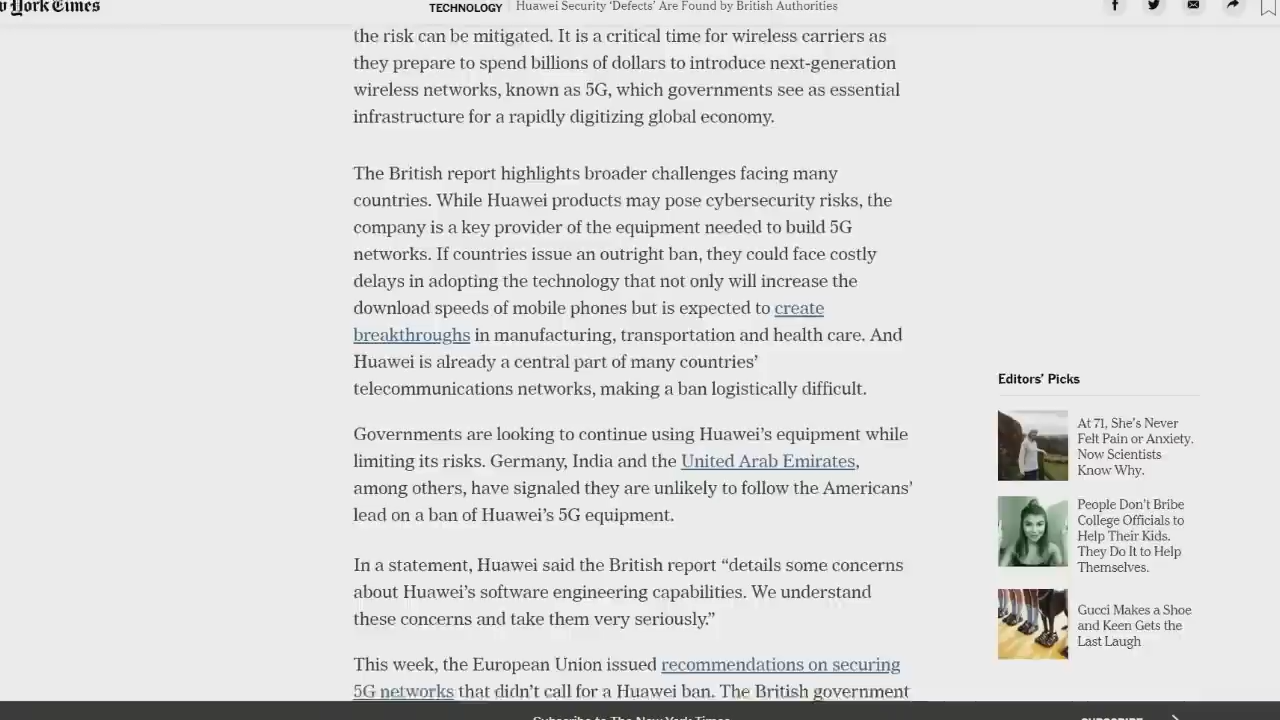 New York Times
TECHNOLOGY
Huawei Security ‘Defects’ Are Found by British Authorities
the risk can be mitigated. It is a critical time for wireless carriers as
they prepare to spend billions of dollars to introduce next-generation
wireless networks, known as 5G, which governments see as essential
infrastructure for a rapidly digitizing global economy.
The British report highlights broader challenges facing many
countries. While Huawei products may pose cybersecurity risks, the
company is a key provider of the equipment needed to build 5G
networks. If countries issue an outright ban, they could face costly
delays in adopting the technology that not only will increase the
download speeds of mobile phones but is expected to create
breakthroughs in manufacturing, transportation and health care. And
Huawei is already a central part of many countries’
telecommunications networks, making a ban logistically difficult.
Governments are looking to continue using Huawei’s equipment while
limiting its risks. Germany, India and the United Arab Emirates,
among others, have signaled they are unlikely to follow the Americans’
lead on a ban of Huawei’s 5G equipment.
In a statement, Huawei said the British report “details some concerns
about Huawei’s software engineering capabilities. We understand
these concerns and take them very seriously.”
This week, the European Union issued recommendations on securing
5G networks that didn’t call for a Huawei ban. The British government
Editors’ Picks
At 71, She’s Never
Felt Pain or Anxiety.
Now Scientists
Know Why.
People Don’t Bribe
College Officials to
Help Their Kids.
They Do It to Help
Themselves.
Gucci Makes a Shoe
and Keen Gets the
Last Laugh
Subscribe to The New York Times
SUBSCRIBE